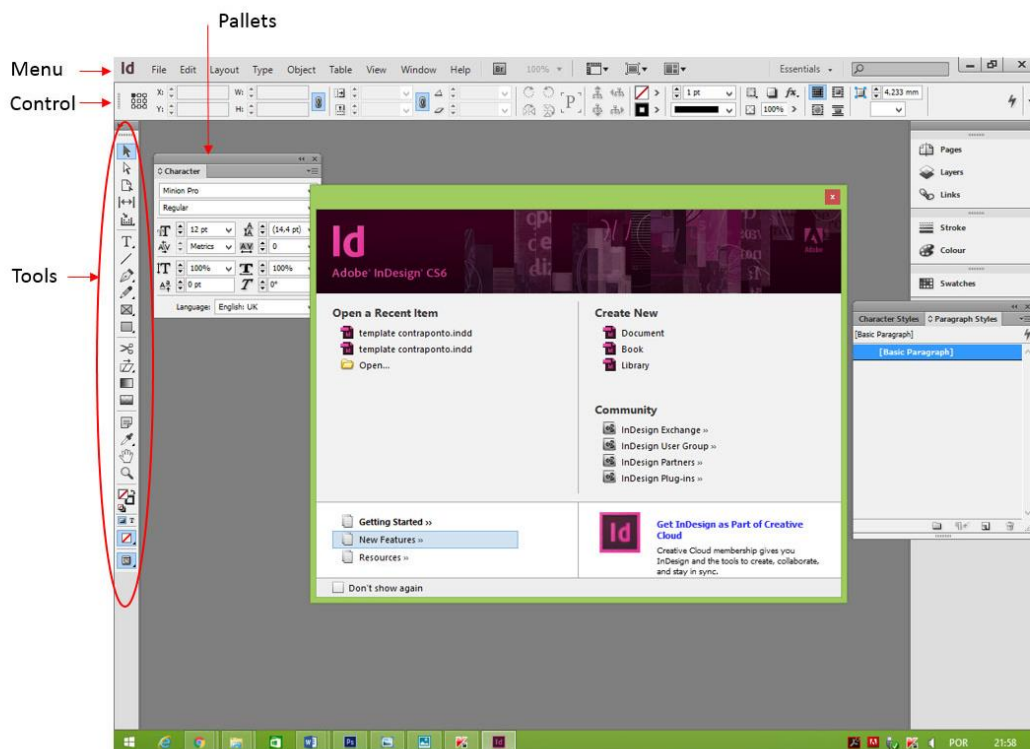 Pallets
Menu
Id File Edit Layout Type Object Table View Window Help Br 100% Essentials
Control
X: W: 1 pt fx. 4.233 mm
Y: H: P 100%
Tools
Character
Minion Pro
Regular
12 pt (14.4 pt)
Metrics 0
100% 100%
0 pt 0°
Language: English: UK
Id
Adobe® InDesign® CS6
Adobe
Open a Recent Item
template contraponto.indd
template contraponto.indd
Open...
Create New
Document
Book
Library
Community
InDesign Exchange »
InDesign User Group »
InDesign Partners »
InDesign Plug-ins »
Getting Started »
New Features »
Resources »
Id
Get InDesign as Part of Creative
Cloud
Creative Cloud membership gives you
InDesign and the tools to create, collaborate,
and stay in sync.
Don't show again
Pages
Layers
Links
Stroke
Colour
Swatches
Character Styles Paragraph Styles
[Basic Paragraph]
[Basic Paragraph]
Ps Id POR 21:58